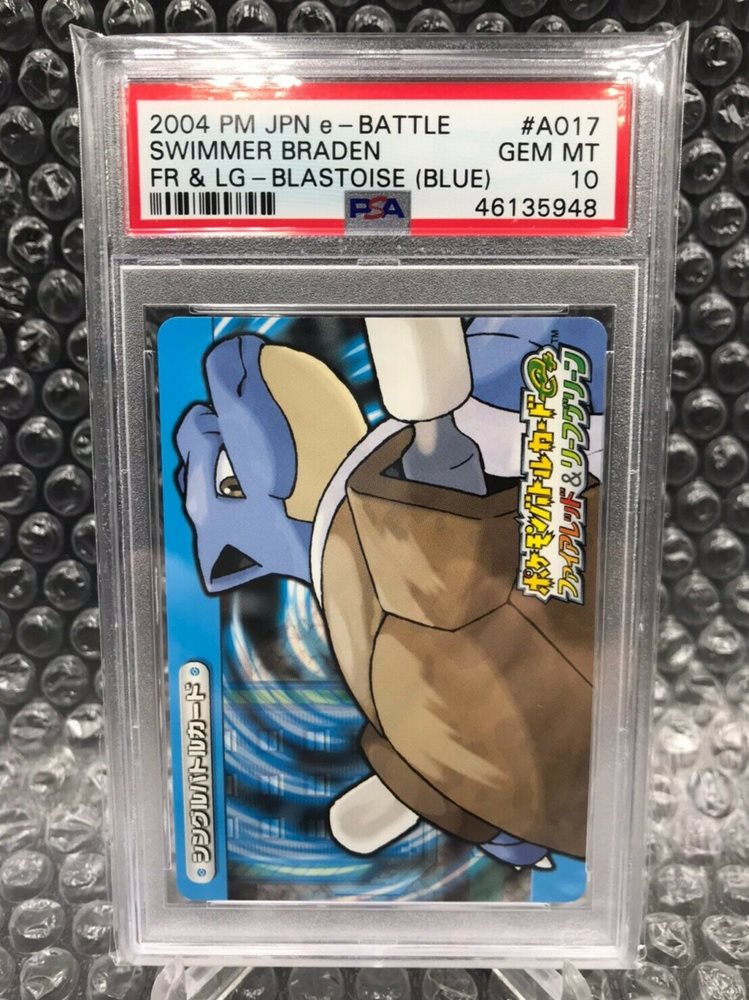 2004 PM JPN e-BATTLE #A017
SWIMMER BRADEN GEM MT
FR & LG-BLASTOISE (BLUE) 10
PSA 46135948
ポケモンバトルカードe+™
ファイアレッド&リーフグリーン
シングルバトルカード